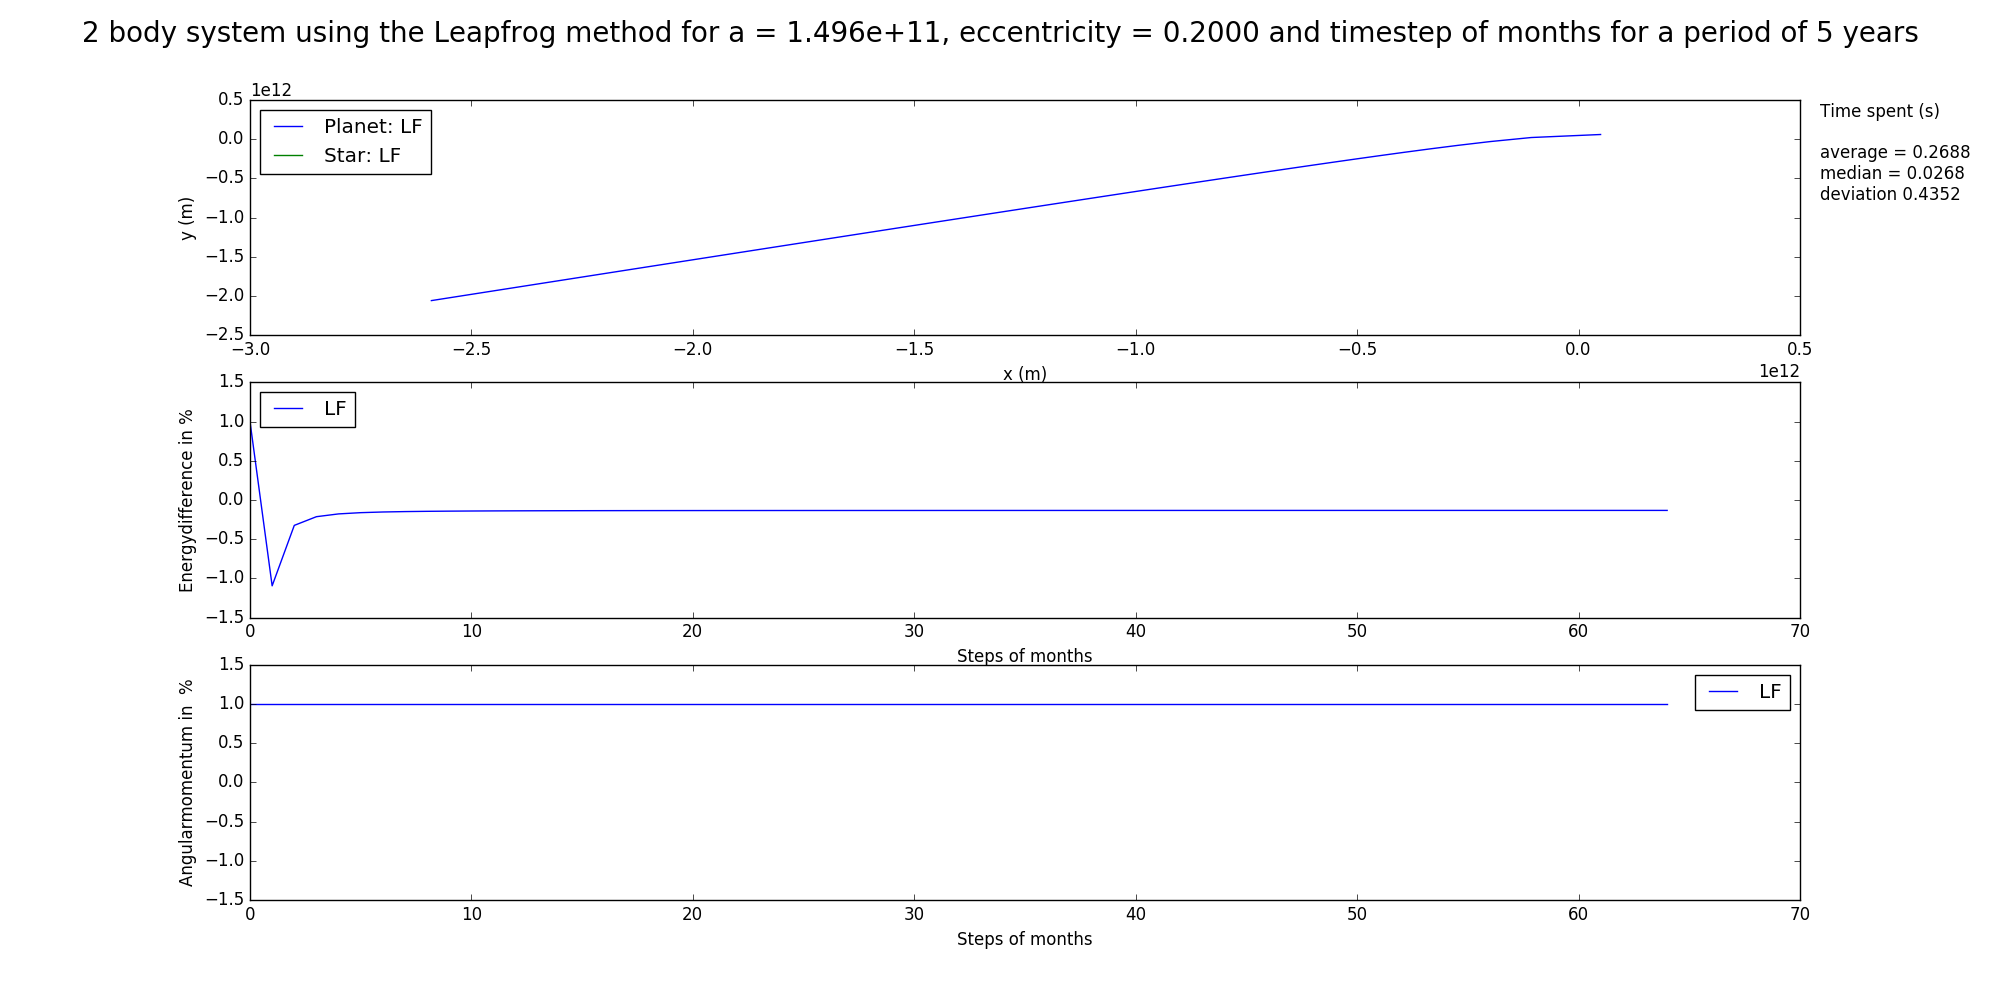 2 body system using the Leapfrog method for a = 1.496e+11, eccentricity = 0.2000 and timestep of months for a period of 5 years
1e12
0.5
0.0
−0.5
−1.0
−1.5
−2.0
−2.5
y (m)
Planet: LF
Star: LF
Time spent (s)
average = 0.2688
median = 0.0268
deviation 0.4352
−3.0 −2.5 −2.0 −1.5 −1.0 −0.5 0.0 0.5
x (m)
1e12
1.5
1.0
0.5
0.0
−0.5
−1.0
−1.5
Energydifference in %
LF
0 10 20 30 40 50 60 70
Steps of months
1.5
1.0
0.5
0.0
−0.5
−1.0
−1.5
Angularmomentum in  %
LF
0 10 20 30 40 50 60 70
Steps of months